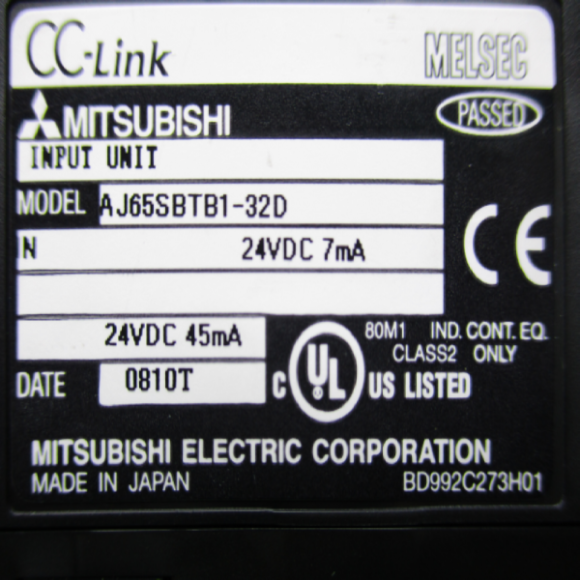 CC-Link MELSEC
MITSUBISHI PASSED
INPUT UNIT
MODEL AJ65SBTB1-32D
N 24VDC 7mA
CE
24VDC 45mA
80M1 IND. CONT. EQ.
CLASS2 ONLY
DATE 0810T
C UL US LISTED
MITSUBISHI ELECTRIC CORPORATION
MADE IN JAPAN BD992C273H01